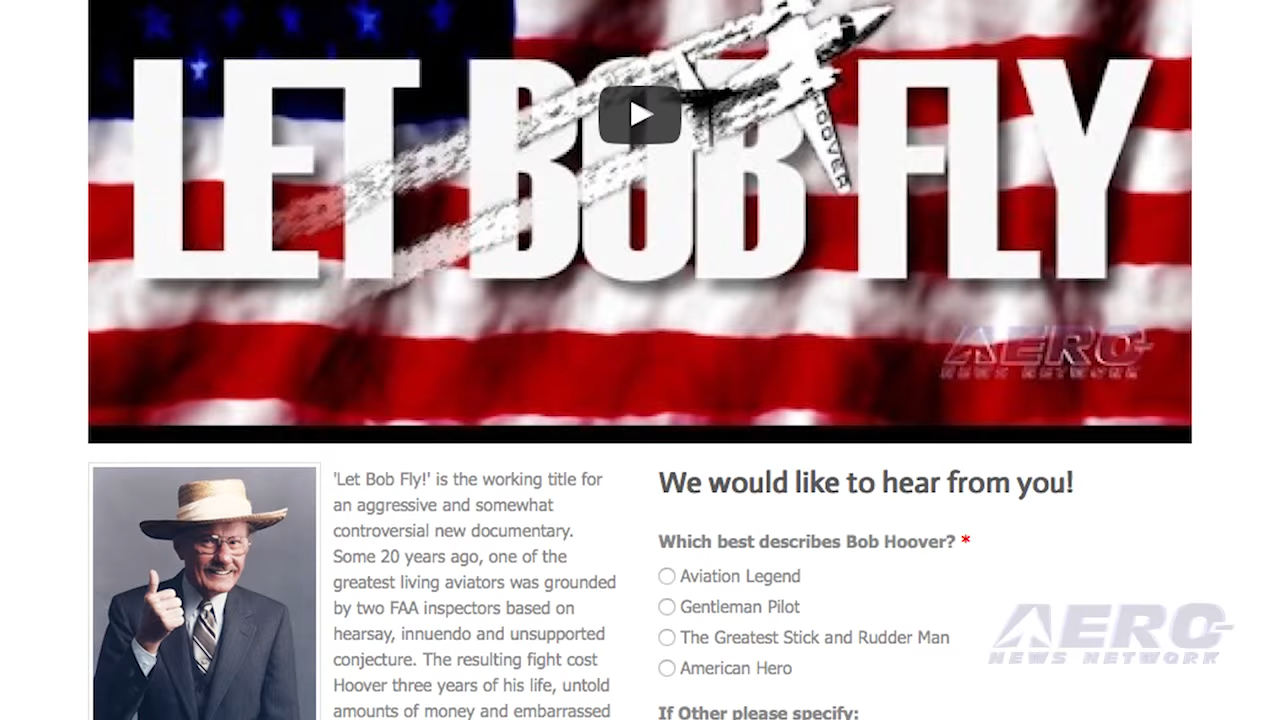 LET BOB FLY
HOOVER
AERO
NEWS NETWORK
'Let Bob Fly!' is the working title for
an aggressive and somewhat
controversial new documentary.
Some 20 years ago, one of the
greatest living aviators was grounded
by two FAA inspectors based on
hearsay, innuendo and unsupported
conjecture. The resulting fight cost
Hoover three years of his life, untold
amounts of money and embarrassed
We would like to hear from you!
Which best describes Bob Hoover? *
Aviation Legend
Gentleman Pilot
The Greatest Stick and Rudder Man
American Hero
If Other please specify:
AERO
NEWS NETWORK